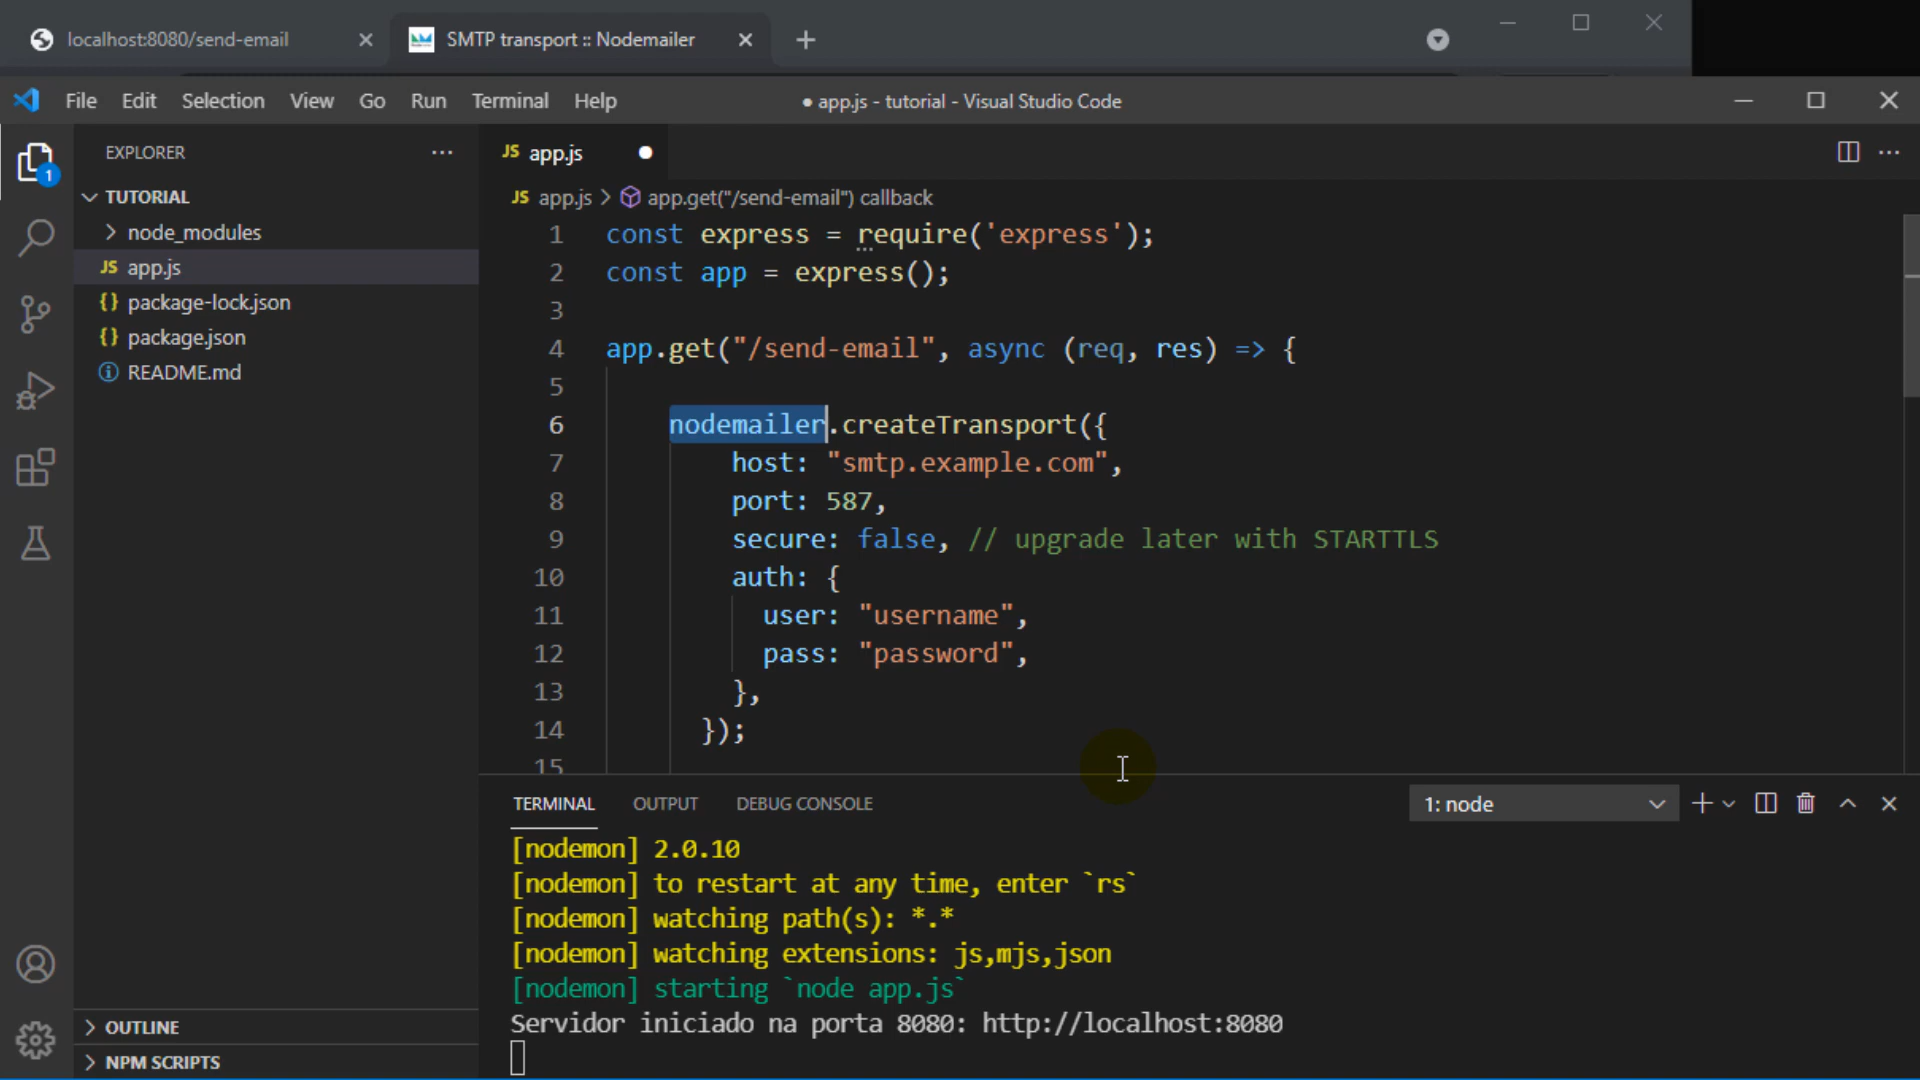 localhost:8080/send-email
SMTP transport :: Nodemailer
File Edit Selection View Go Run Terminal Help
● app.js - tutorial - Visual Studio Code
1
EXPLORER
TUTORIAL
node_modules
JS app.js
{} package-lock.json
{} package.json
README.md
OUTLINE
NPM SCRIPTS
JS app.js
JS app.js > app.get("/send-email") callback
1 const express = require('express');
2 const app = express();
3
4 app.get("/send-email", async (req, res) => {
5
6 nodemailer.createTransport({
7 host: "smtp.example.com",
8 port: 587,
9 secure: false, // upgrade later with STARTTLS
10 auth: {
11 user: "username",
12 pass: "password",
13 },
14 });
15
TERMINAL OUTPUT DEBUG CONSOLE
1: node
[nodemon] 2.0.10
[nodemon] to restart at any time, enter `rs`
[nodemon] watching path(s): *.*
[nodemon] watching extensions: js,mjs,json
[nodemon] starting `node app.js`
Servidor iniciado na porta 8080: http://localhost:8080